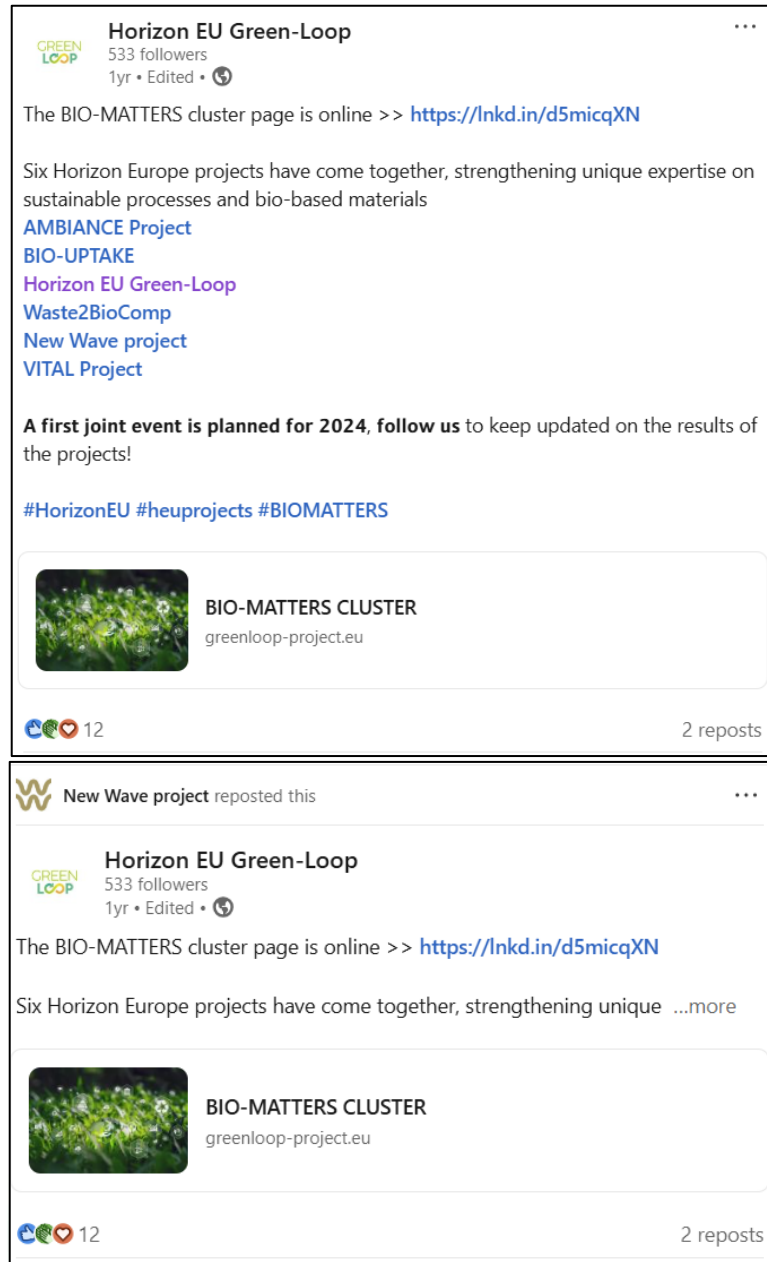 GREEN
LOOP
Horizon EU Green-Loop
533 followers
1yr • Edited •
The BIO-MATTERS cluster page is online >> https://lnkd.in/d5micqXN
Six Horizon Europe projects have come together, strengthening unique expertise on
sustainable processes and bio-based materials
AMBIANCE Project
BIO-UPTAKE
Horizon EU Green-Loop
Waste2BioComp
New Wave project
VITAL Project
A first joint event is planned for 2024, follow us to keep updated on the results of
the projects!
#HorizonEU #heuprojects #BIOMATTERS
BIO-MATTERS CLUSTER
greenloop-project.eu
12
2 reposts
New Wave project reposted this
GREEN
LOOP
Horizon EU Green-Loop
533 followers
1yr • Edited •
The BIO-MATTERS cluster page is online >> https://lnkd.in/d5micqXN
Six Horizon Europe projects have come together, strengthening unique ...more
BIO-MATTERS CLUSTER
greenloop-project.eu
12
2 reposts